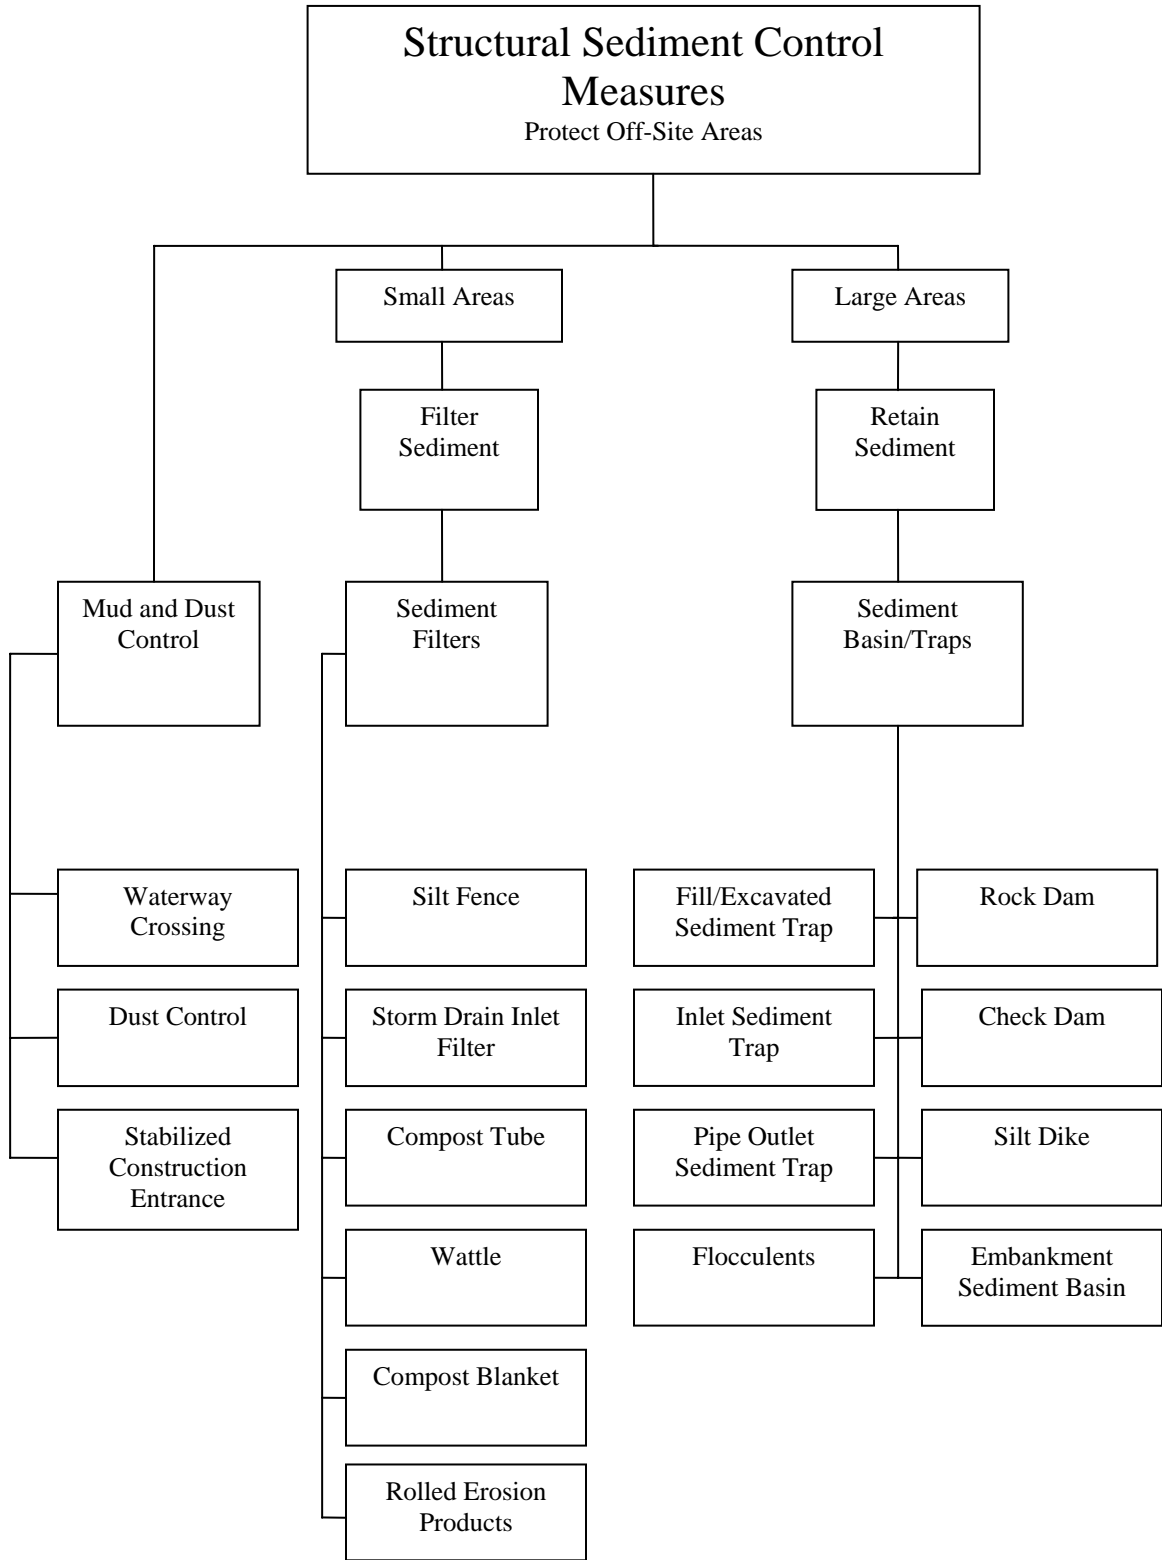 Structural Sediment Control
Measures
Protect Off-Site Areas
Small Areas
Large Areas
Filter
Sediment
Retain
Sediment
Mud and Dust
Control
Sediment
Filters
Sediment
Basin/Traps
Waterway
Crossing
Silt Fence
Fill/Excavated
Sediment Trap
Rock Dam
Dust Control
Storm Drain Inlet
Filter
Inlet Sediment
Trap
Check Dam
Stabilized
Construction
Entrance
Compost Tube
Pipe Outlet
Sediment Trap
Silt Dike
Wattle
Flocculents
Embankment
Sediment Basin
Compost Blanket
Rolled Erosion
Products